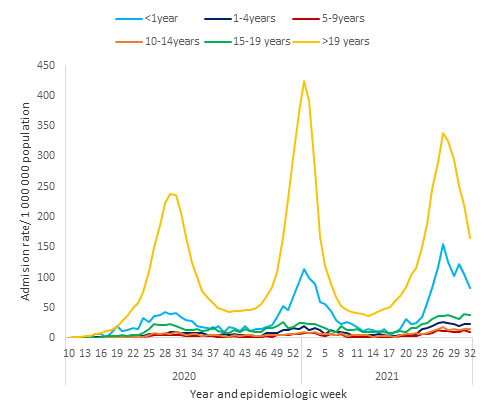 <1year 1-4years 5-9years
10-14years 15-19 years >19 years
450
400
350
300
250
200
150
100
50
0
Admision rate/ 1 000 000 population
10 13 16 19 22 25 28 31 34 37 40 43 46 49 52 2 5 8 11 14 17 20 23 26 29 32
2020 2021
Year and epidemiologic week